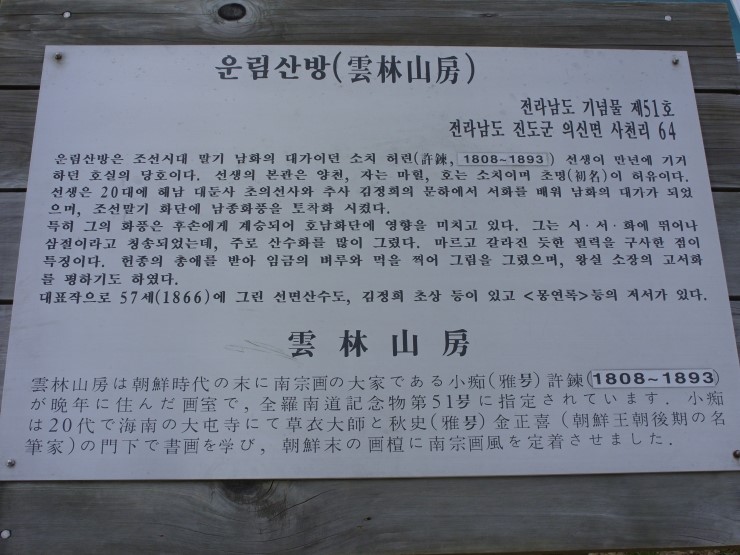 운림산방(雲林山房)
전라남도 기념물 제51호
전라남도 진도군 의신면 사천리 64
운림산방은 조선시대 말기 남화의 대가이던 소치 허련(許鍊, 1808~1893) 선생이 만년에 기거
하던 호실의 당호이다. 선생의 본관은 양천, 자는 마힐, 호는 소치이며 초명(初名)이 허유이다.
선생은 20대에 해남 대둔사 초의선사와 추사 김정희의 문하에서 서화를 배워 남화의 대가가 되었
으며, 조선말기 화단에 남종화풍을 토착화 시켰다.
특히 그의 화풍은 후손에게 계승되어 호남화단에 영향을 미치고 있다. 그는 시·서·화에 뛰어나
삼절이라고 칭송되었는데, 주로 산수화를 많이 그렸다. 마르고 갈라진 듯한 필력을 구사한 점이
특징이다. 헌종의 총애를 받아 임금의 벼루와 먹을 찍어 그림을 그렸으며, 왕실 소장의 고서화
를 평하기도 하였다.
대표작으로 57세(1866)에 그린 선면산수도, 김정희 초상 등이 있고 <몽연록>등의 저서가 있다.
雲林山房
雲林山房は朝鮮時代の末に南宗画の大家である小痴(雅号) 許鍊(1808~1893)
が晩年に住んだ画室で, 全羅南道記念物第51号に指定されています. 小痴
は20代で海南の大屯寺にて草衣大師と秋史(雅号) 金正喜 (朝鮮王朝後期の名
筆家)の門下で書画を学び, 朝鮮末の画檀に南宗画風を定着させました.